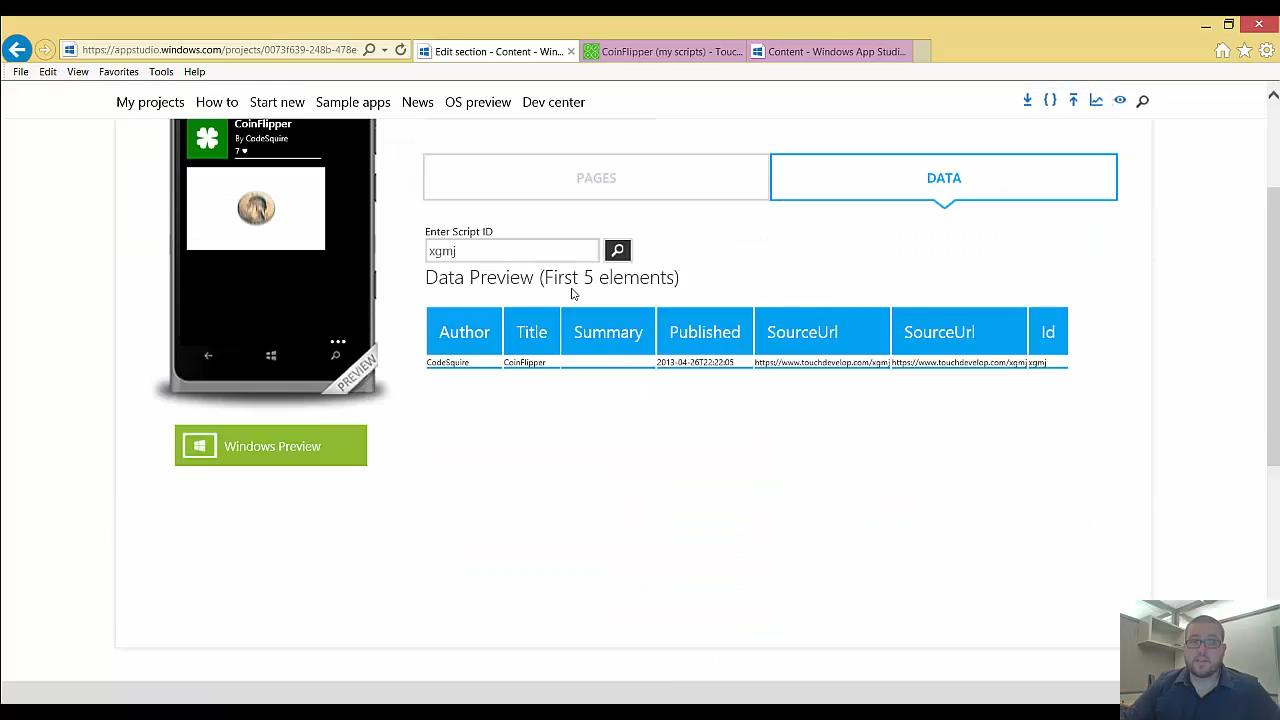 https://appstudio.windows.com/projects/0073f639-248b-478e
Edit section - Content - Win...
CoinFlipper (my scripts) - Touc...
Content - Windows App Studi...
File Edit View Favorites Tools Help
My projects How to Start new Sample apps News OS preview Dev center
CoinFlipper
By CodeSquire
7
PREVIEW
Windows Preview
PAGES
DATA
Enter Script ID
xgmj
Data Preview (First 5 elements)
Author Title Summary Published SourceUrl SourceUrl Id
CodeSquire CoinFlipper 2013-04-26T22:22:05 https://www.touchdevelop.com/xgmj https://www.touchdevelop.com/xgmj xgmj